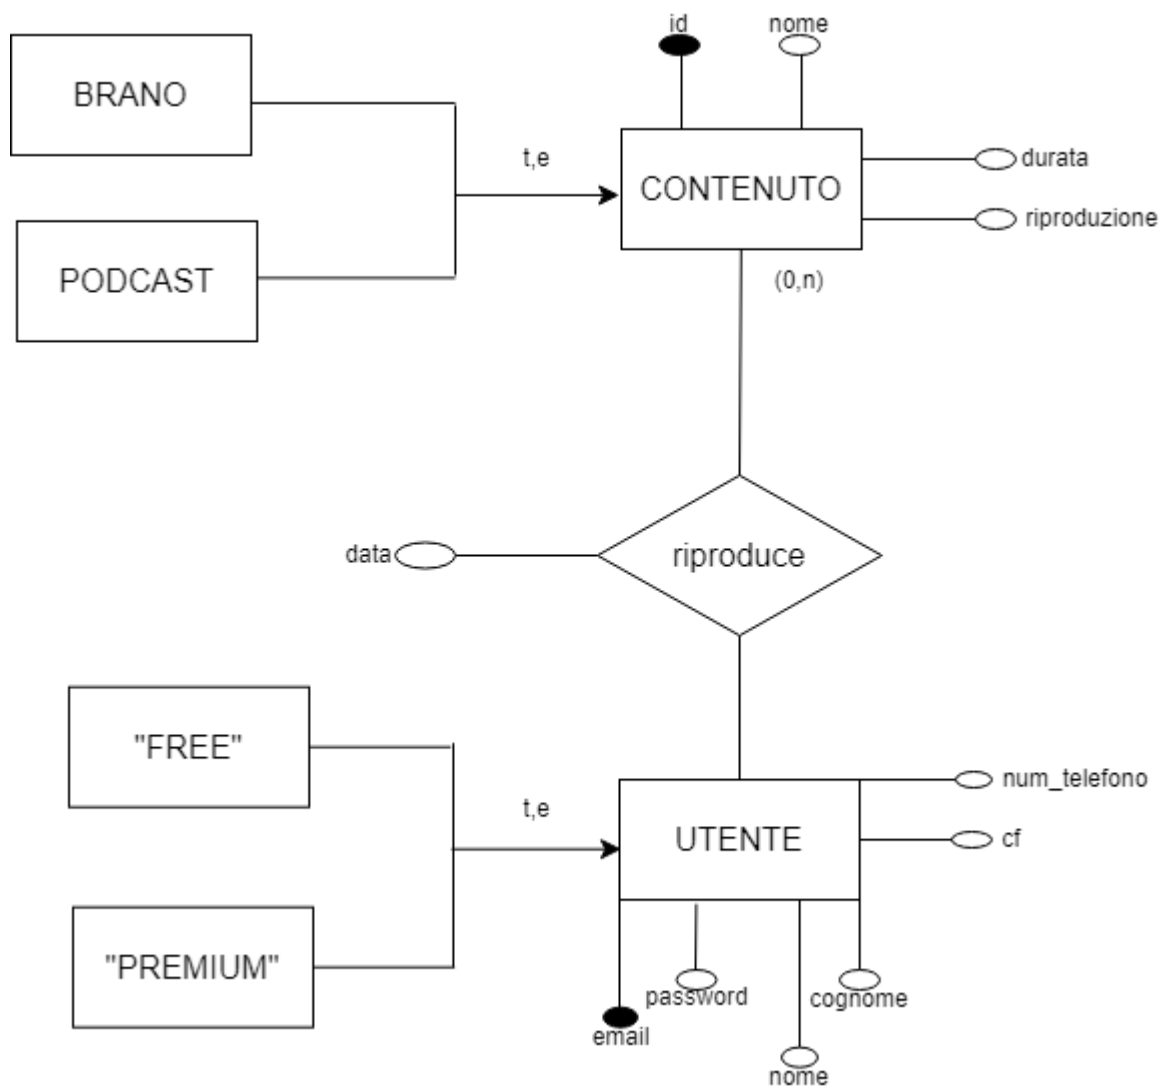 id
nome
BRANO
t,e
CONTENUTO
durata
riproduzione
PODCAST
(0,n)
data
riproduce
"FREE"
t,e
UTENTE
num_telefono
cf
"PREMIUM"
password
cognome
email
nome